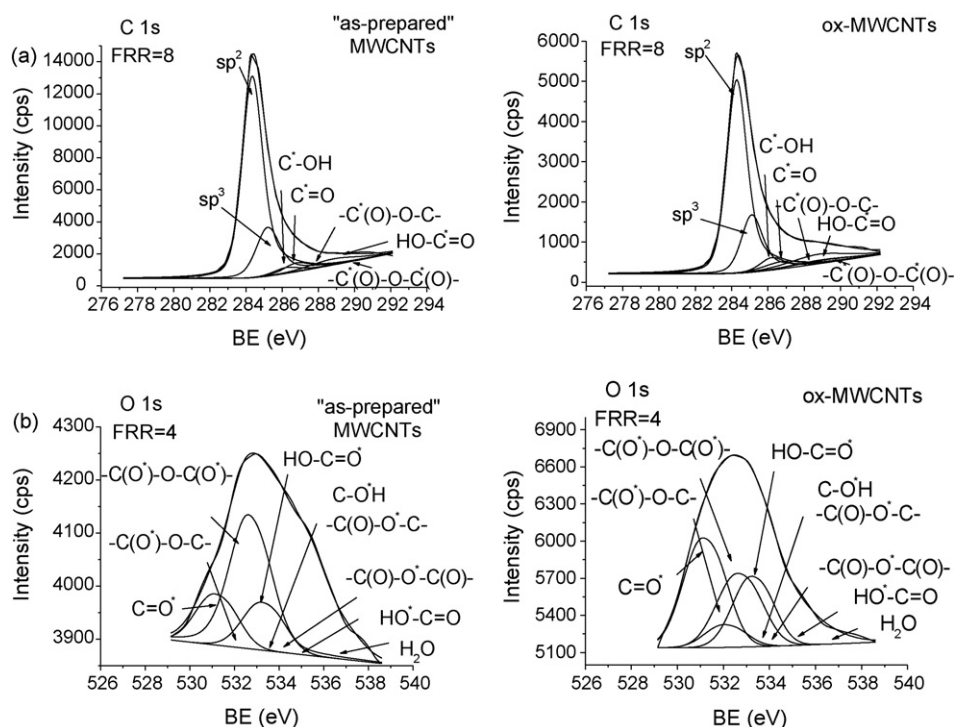 (a)
C 1s
FRR=8
"as-prepared"
MWCNTs
sp²
sp³
C*-OH
C*=O
-C*(O)-O-C-
HO-C*=O
-C*(O)-O-C*(O)-
Intensity (cps)
14000
12000
10000
8000
6000
4000
2000
0
276 278 280 282 284 286 288 290 292 294
BE (eV)
C 1s
FRR=8
ox-MWCNTs
sp²
sp³
C*-OH
C*=O
-C*(O)-O-C-
HO-C*=O
-C*(O)-O-C*(O)-
Intensity (cps)
6000
5000
4000
3000
2000
1000
0
276 278 280 282 284 286 288 290 292 294
BE (eV)
(b)
O 1s
FRR=4
"as-prepared"
MWCNTs
-C(O*)-O-C(O*)-
HO-C=O*
C-O*H
-C(O)-O*-C-
-C(O*)-O-C-
-C(O)-O*-C(O)-
C=O*
HO*-C=O
H₂O
Intensity (cps)
4300
4200
4100
4000
3900
526 528 530 532 534 536 538 540
BE (eV)
O 1s
FRR=4
ox-MWCNTs
-C(O*)-O-C(O*)-
HO-C=O*
-C(O*)-O-C-
C-O*H
-C(O)-O*-C-
-C(O)-O*-C(O)-
C=O*
HO*-C=O
H₂O
Intensity (cps)
6900
6600
6300
6000
5700
5400
5100
526 528 530 532 534 536 538 540
BE (eV)